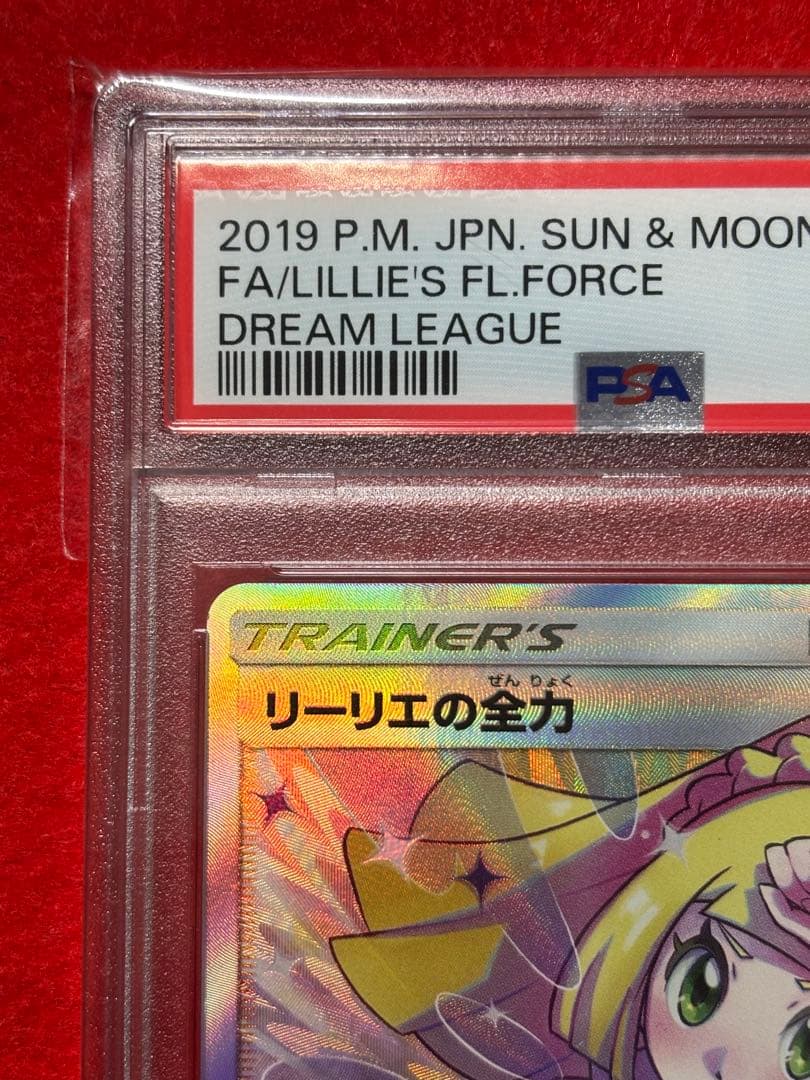 2019 P.M. JPN. SUN & MOON
FA/LILLIE'S FL.FORCE
DREAM LEAGUE
PSA
TRAINER'S
ぜん りょく
リーリエの全力